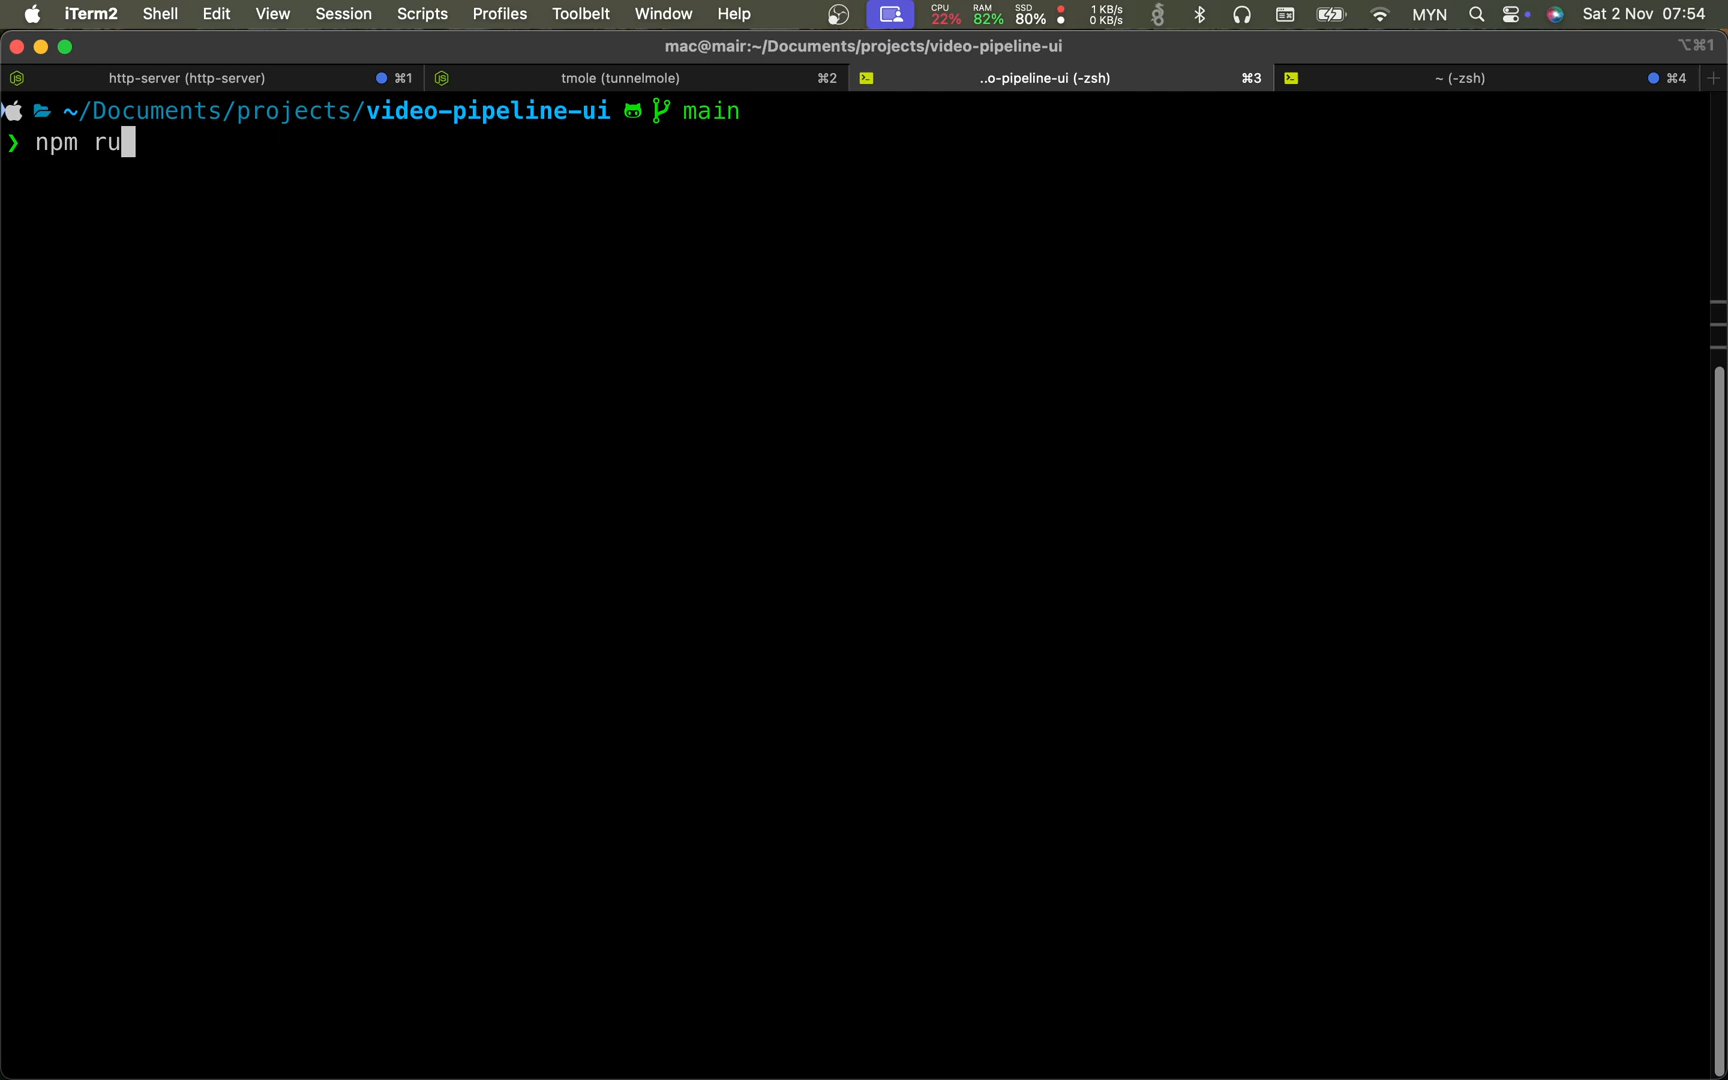 iTerm2 Shell Edit View Session Scripts Profiles Toolbelt Window Help CPU 22% RAM 82% SSD 80% 1 KB/s 0 KB/s MYN Sat 2 Nov 07:54
mac@mair:~/Documents/projects/video-pipeline-ui ⌥⌘1
http-server (http-server) ⌘1 tmole (tunnelmole) ⌘2 ..o-pipeline-ui (-zsh) ⌘3 ~ (-zsh) ⌘4
~/Documents/projects/video-pipeline-ui main
❯ npm ru